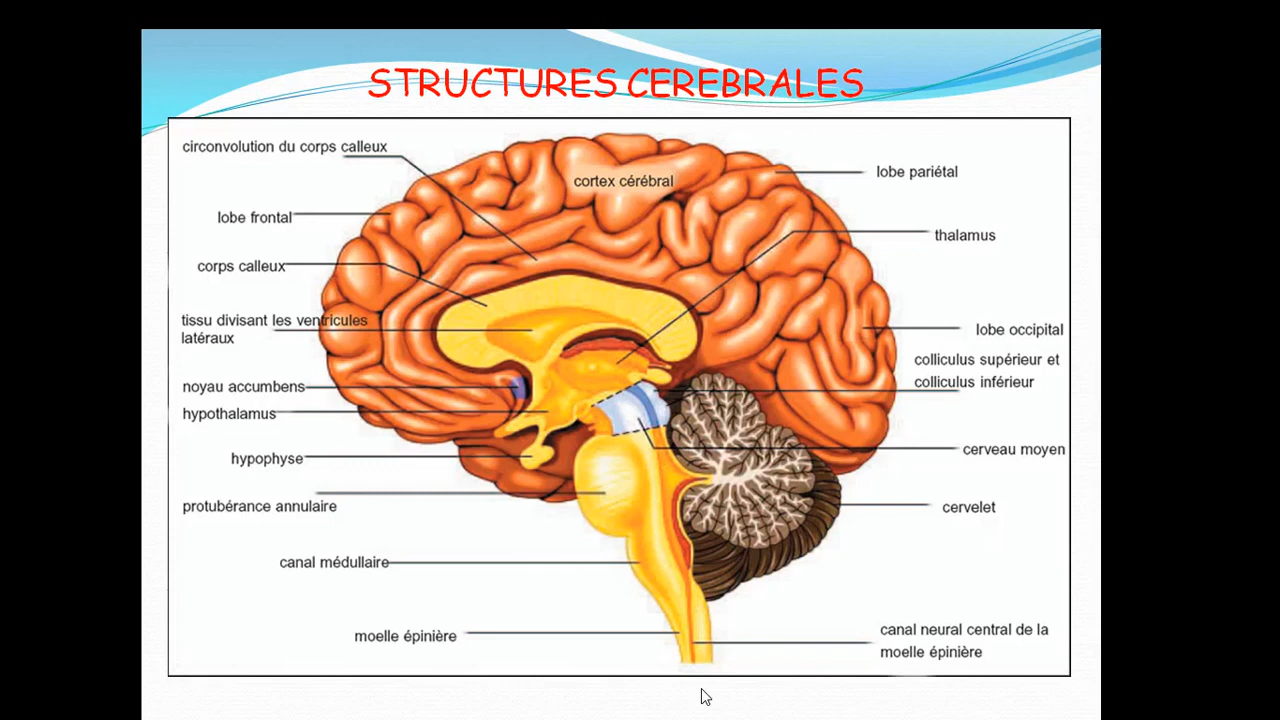 STRUCTURES CEREBRALES
circonvolution du corps calleux
cortex cérébral
lobe pariétal
lobe frontal
thalamus
corps calleux
tissu divisant les ventricules
latéraux
lobe occipital
colliculus supérieur et
colliculus inférieur
noyau accumbens
hypothalamus
cerveau moyen
hypophyse
protubérance annulaire
cervelet
canal médullaire
moelle épinière
canal neural central de la
moelle épinière